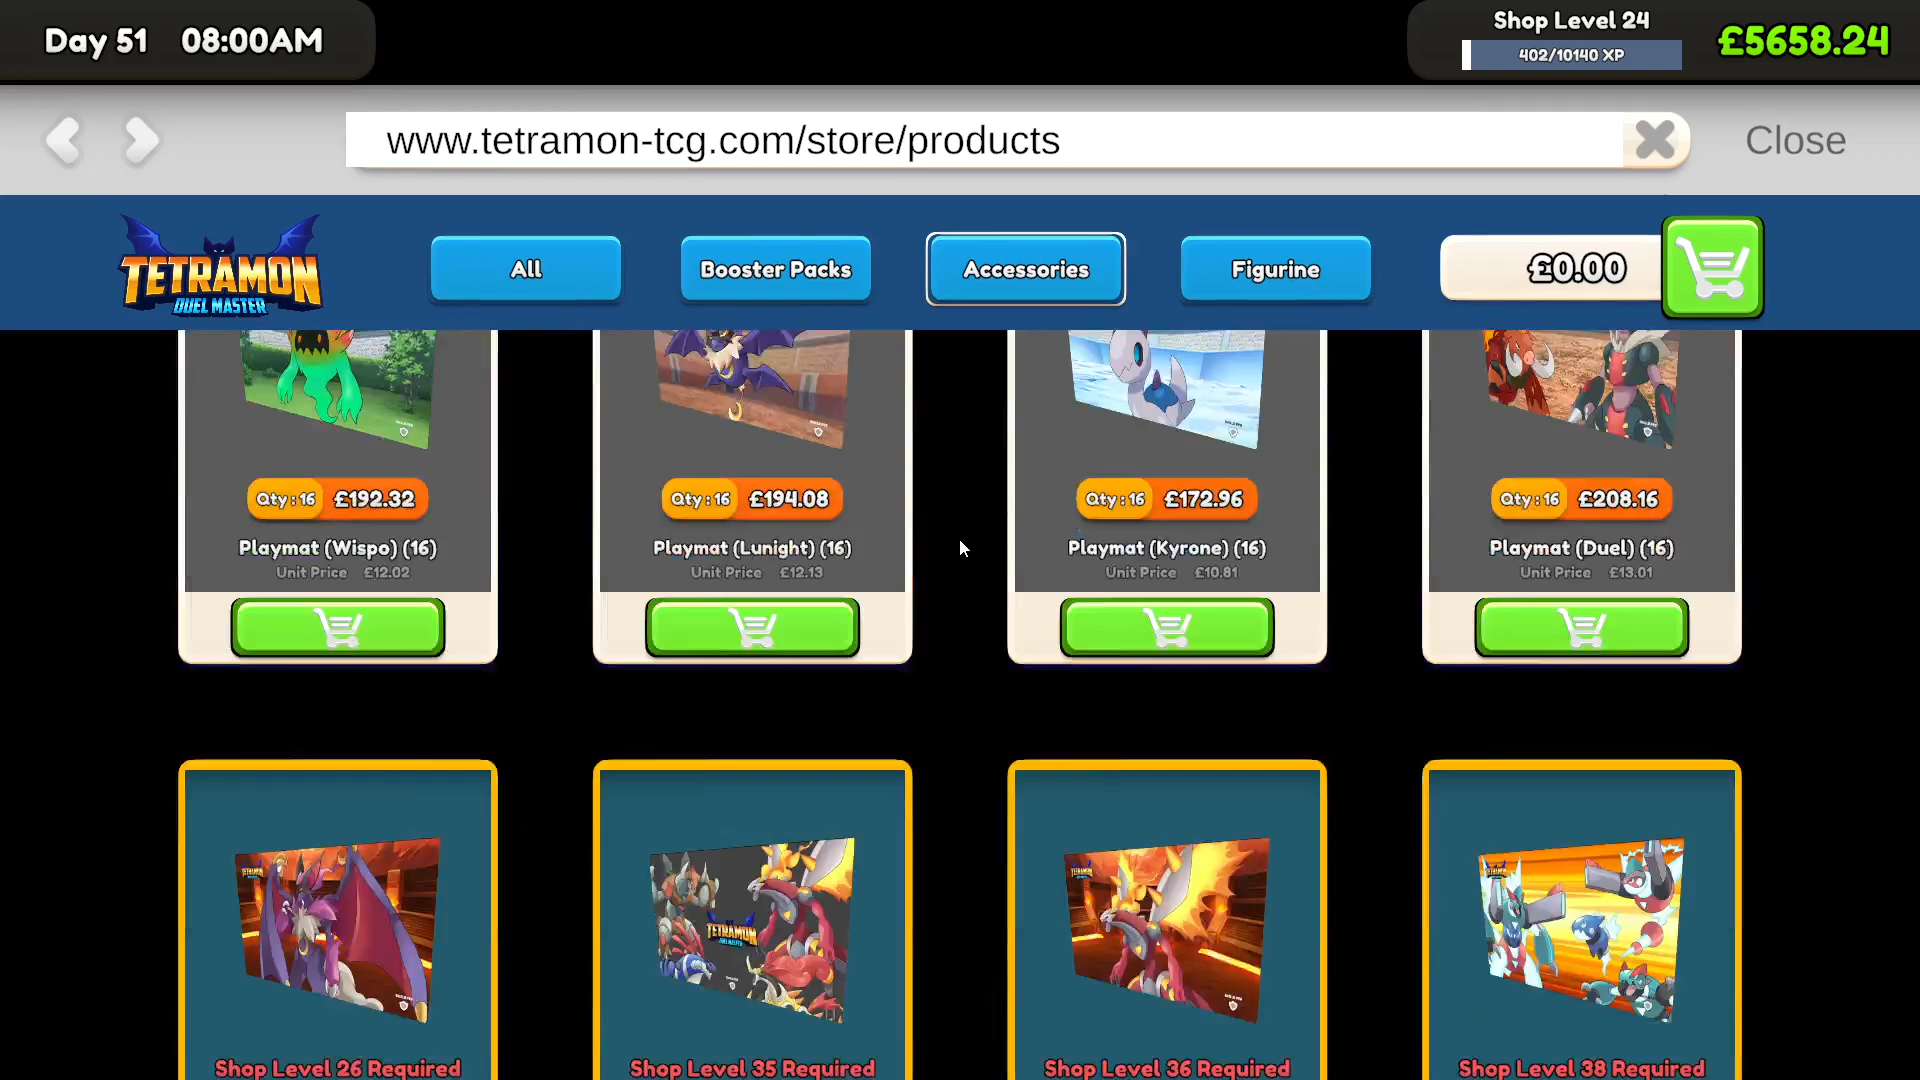 Day 51 08:00AM
Shop Level 24
402/10140 XP
£5658.24
www.tetramon-tcg.com/store/products
Close
TETRAMON
DUEL MASTER
All
Booster Packs
Accessories
Figurine
£0.00
Qty : 16 £192.32
Playmat (Wispo) (16)
Unit Price £12.02
Qty : 16 £194.08
Playmat (Lunight) (16)
Unit Price £12.13
Qty : 16 £172.96
Playmat (Kyrone) (16)
Unit Price £10.81
Qty : 16 £208.16
Playmat (Duel) (16)
Unit Price £13.01
TETRAMON
Shop Level 26 Required
TETRAMON
Shop Level 35 Required
TETRAMON
Shop Level 36 Required
TETRAMON
Shop Level 38 Required